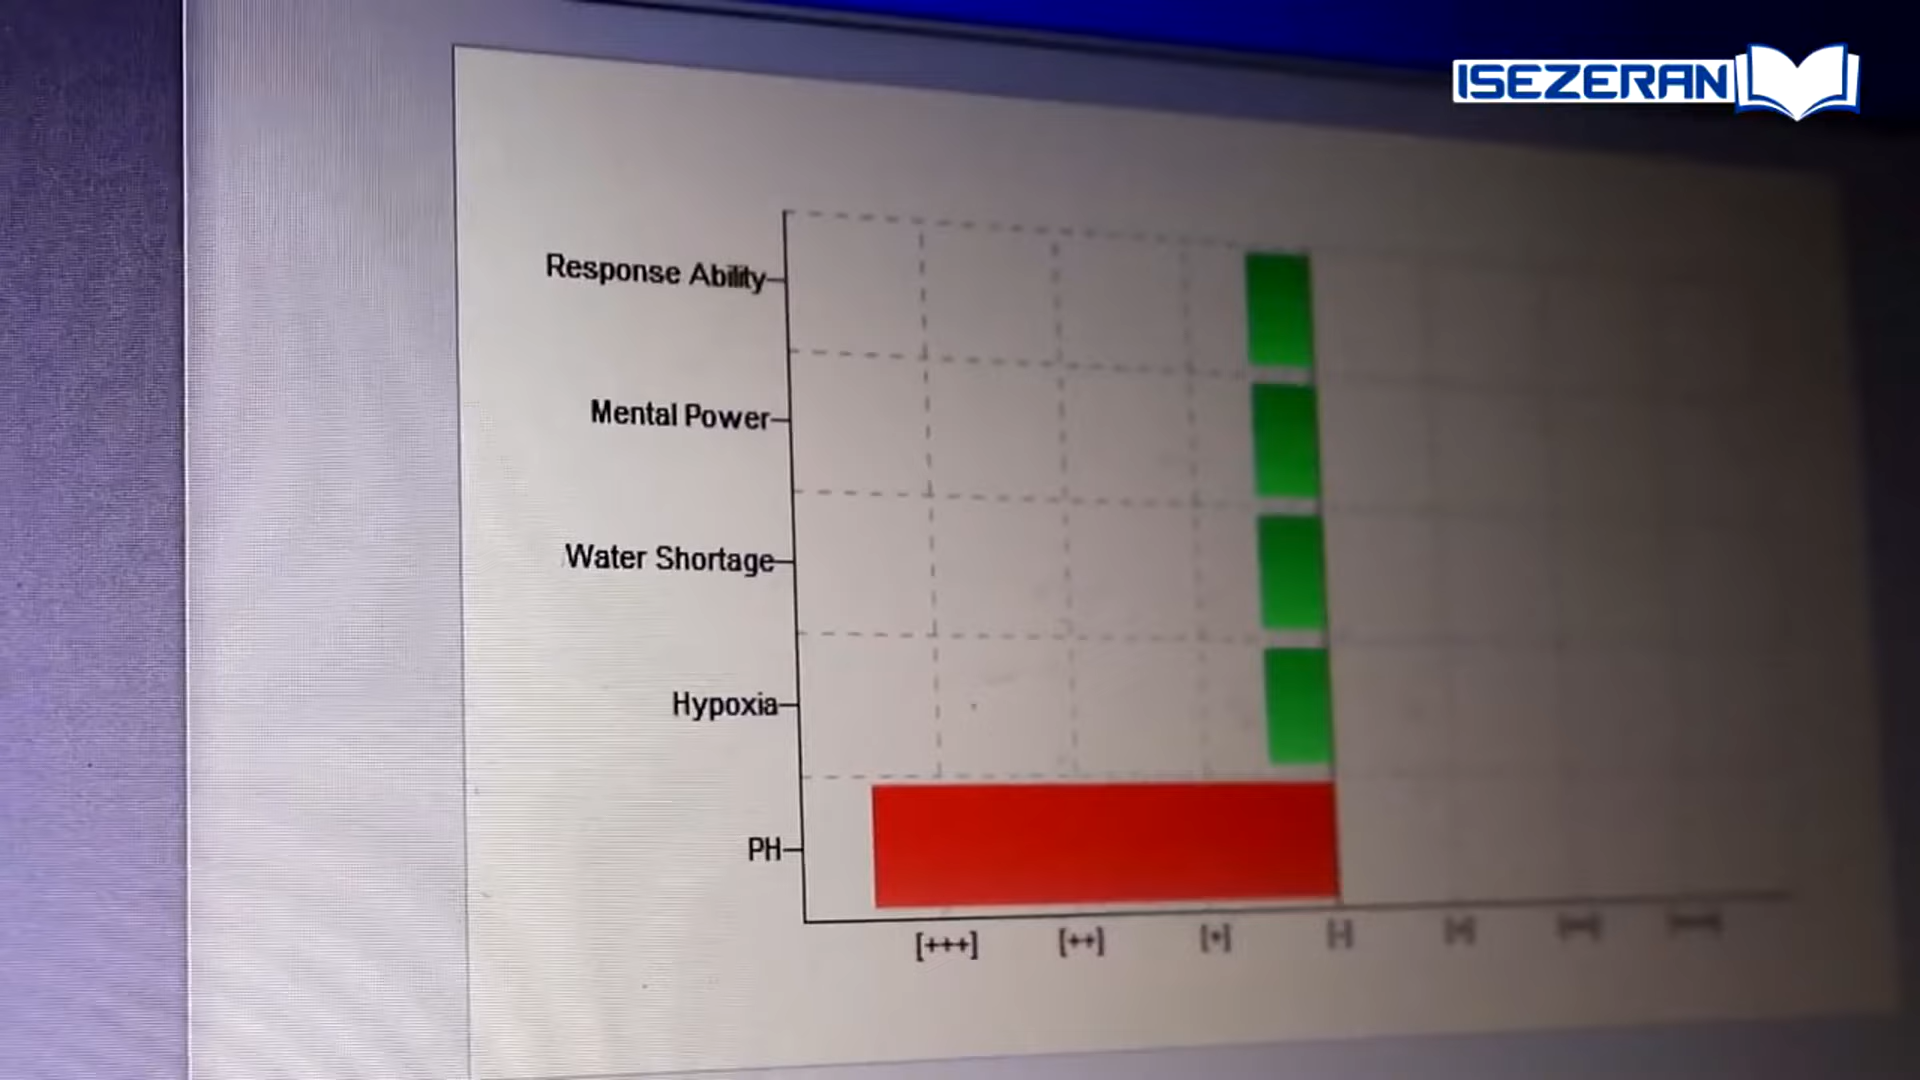 ISEZERAN
Response Ability
Mental Power
Water Shortage
Hypoxia
PH
[+++] [++] [+]